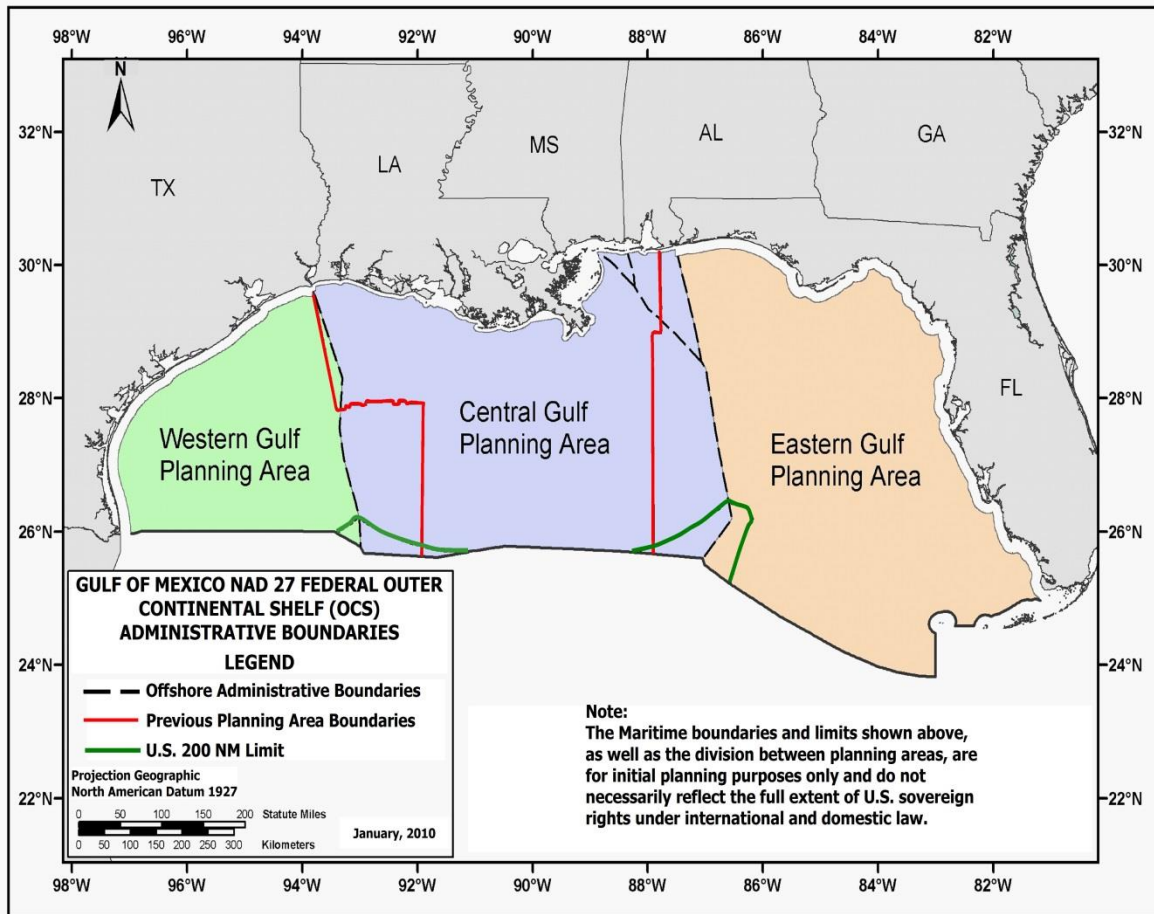 98°W 96°W 94°W 92°W 90°W 88°W 86°W 84°W 82°W
N
32°N 32°N
MS AL GA
LA
TX
30°N 30°N
FL
28°N 28°N
Central Gulf
Planning Area
Western Gulf
Planning Area
Eastern Gulf
Planning Area
26°N 26°N
GULF OF MEXICO NAD 27 FEDERAL OUTER
CONTINENTAL SHELF (OCS)
ADMINISTRATIVE BOUNDARIES
LEGEND
Offshore Administrative Boundaries
Previous Planning Area Boundaries
U.S. 200 NM Limit
Projection Geographic
North American Datum 1927
0 50 100 150 200 Statute Miles
0 50 100 150 200 250 300 Kilometers
January, 2010
24°N 24°N
Note:
The Maritime boundaries and limits shown above,
as well as the division between planning areas, are
for initial planning purposes only and do not
necessarily reflect the full extent of U.S. sovereign
rights under international and domestic law.
22°N 22°N
98°W 96°W 94°W 92°W 90°W 88°W 86°W 84°W 82°W